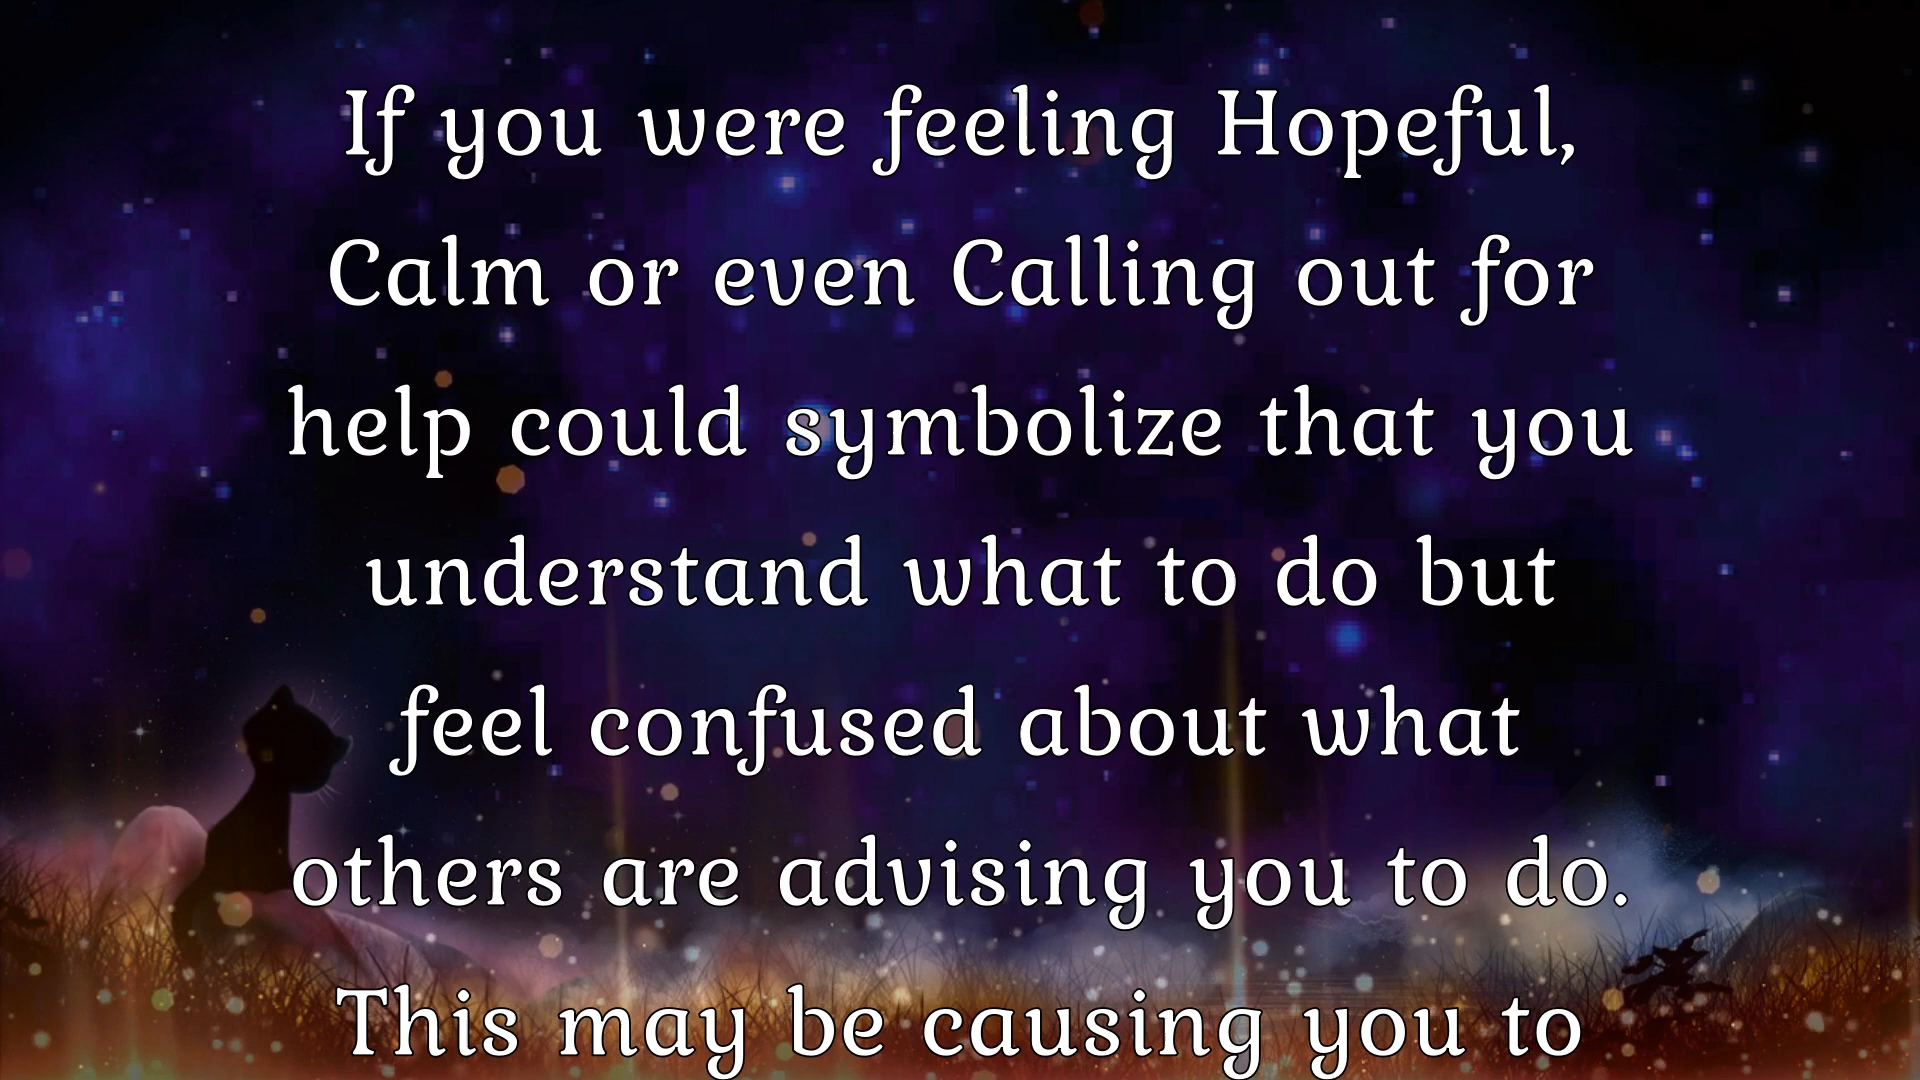 If you were feeling Hopeful,
Calm or even Calling out for
help could symbolize that you
understand what to do but
feel confused about what
others are advising you to do.
This may be causing you to